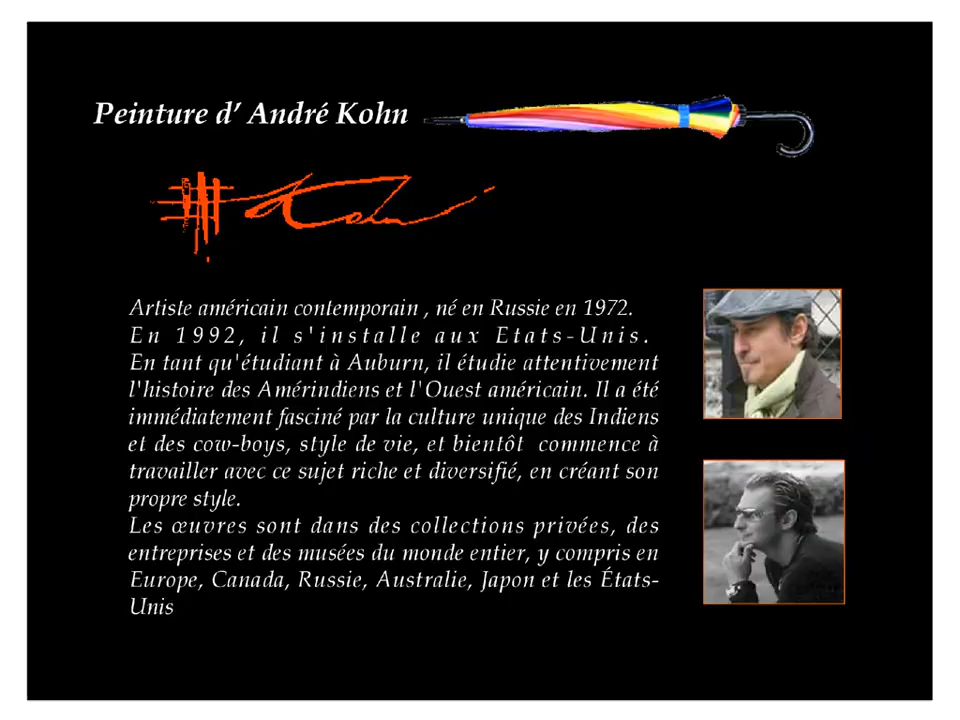 Peinture d’ André Kohn
Kohn
Artiste américain contemporain , né en Russie en 1972.
En 1992, il s'installe aux Etats-Unis.
En tant qu'étudiant à Auburn, il étudie attentivement
l'histoire des Amérindiens et l'Ouest américain. Il a été
immédiatement fasciné par la culture unique des Indiens
et des cow-boys, style de vie, et bientôt commence à
travailler avec ce sujet riche et diversifié, en créant son
propre style.
Les œuvres sont dans des collections privées, des
entreprises et des musées du monde entier, y compris en
Europe, Canada, Russie, Australie, Japon et les États-
Unis